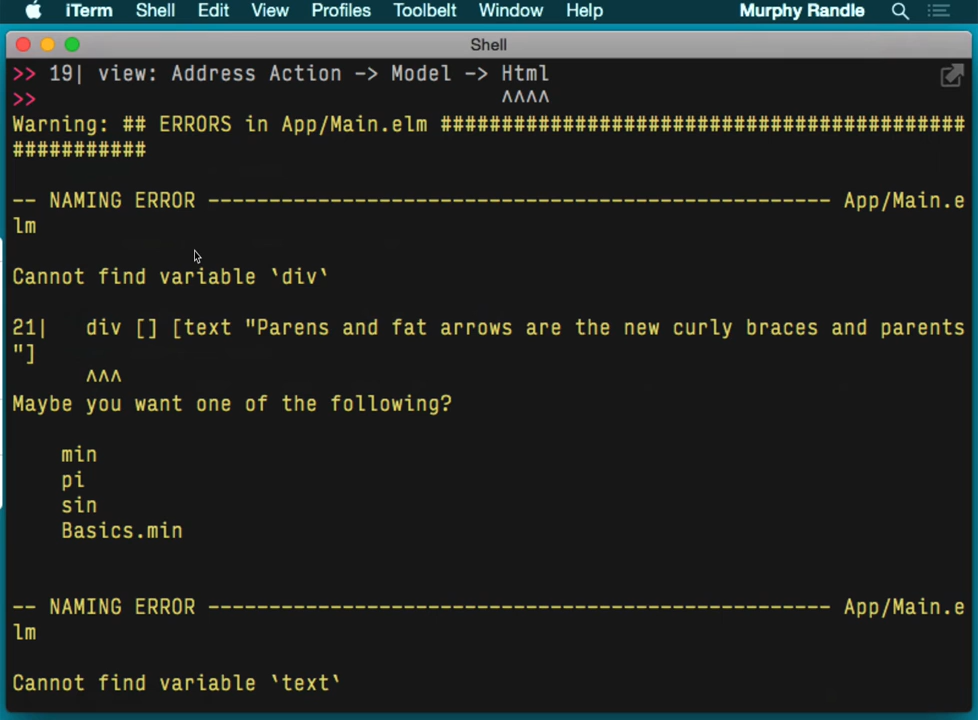 iTerm Shell Edit View Profiles Toolbelt Window Help Murphy Randle
Shell
>> 19| view: Address Action -> Model -> Html
>> ^^^^
Warning: ## ERRORS in App/Main.elm ###########################################
###########
-- NAMING ERROR --------------------------------------------------- App/Main.e
lm
Cannot find variable `div`
21| div [] [text "Parens and fat arrows are the new curly braces and parents
"]
^^^
Maybe you want one of the following?
min
pi
sin
Basics.min
-- NAMING ERROR --------------------------------------------------- App/Main.e
lm
Cannot find variable `text`